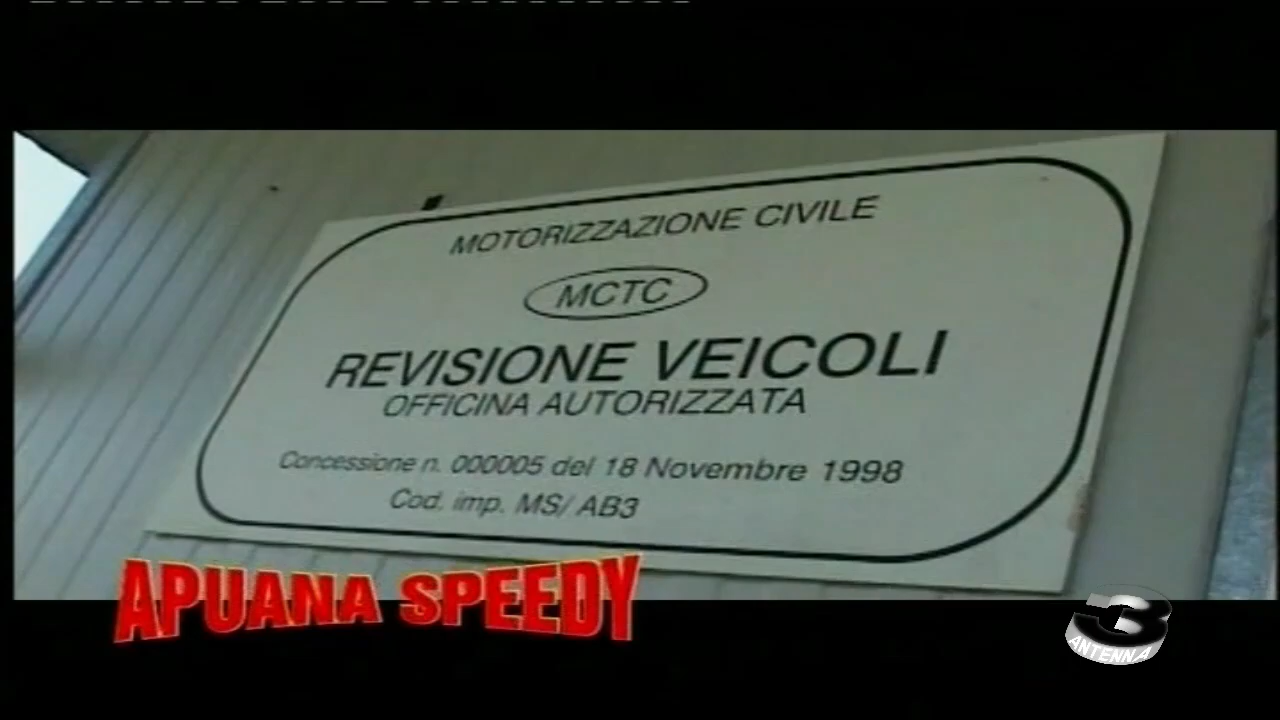 MOTORIZZAZIONE CIVILE
MCTC
REVISIONE VEICOLI
OFFICINA AUTORIZZATA
Concessione n. 000005 del 18 Novembre 1998
Cod. imp. MS/ AB3
APUANA SPEEDY
3
ANTENNA